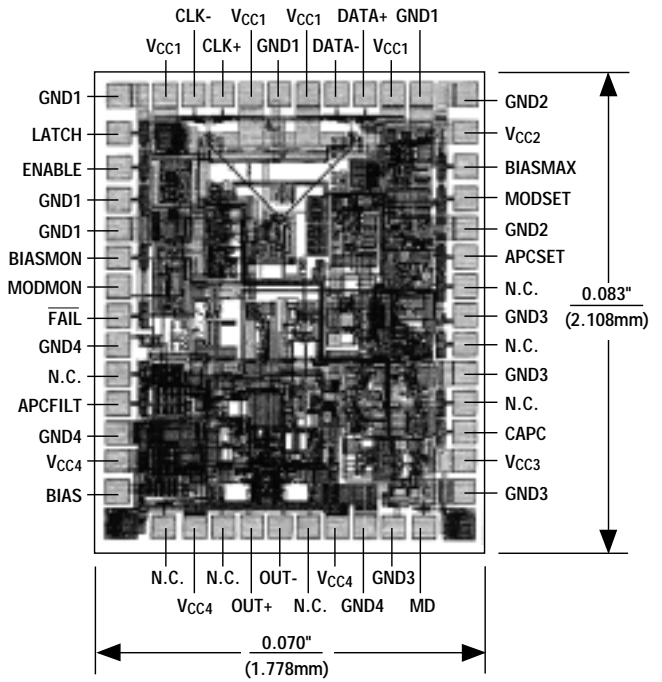 CLK- VCC1 VCC1 DATA+ GND1
VCC1 CLK+ GND1 DATA- VCC1
GND1
LATCH
ENABLE
GND1
GND1
BIASMON
MODMON
FAIL
GND4
N.C.
APCFILT
GND4
VCC4
BIAS
GND2
VCC2
BIASMAX
MODSET
GND2
APCSET
N.C.
GND3
N.C.
GND3
N.C.
CAPC
VCC3
GND3
0.083"
(2.108mm)
N.C. N.C. OUT- VCC4 GND3
VCC4 OUT+ N.C. GND4 MD
0.070"
(1.778mm)